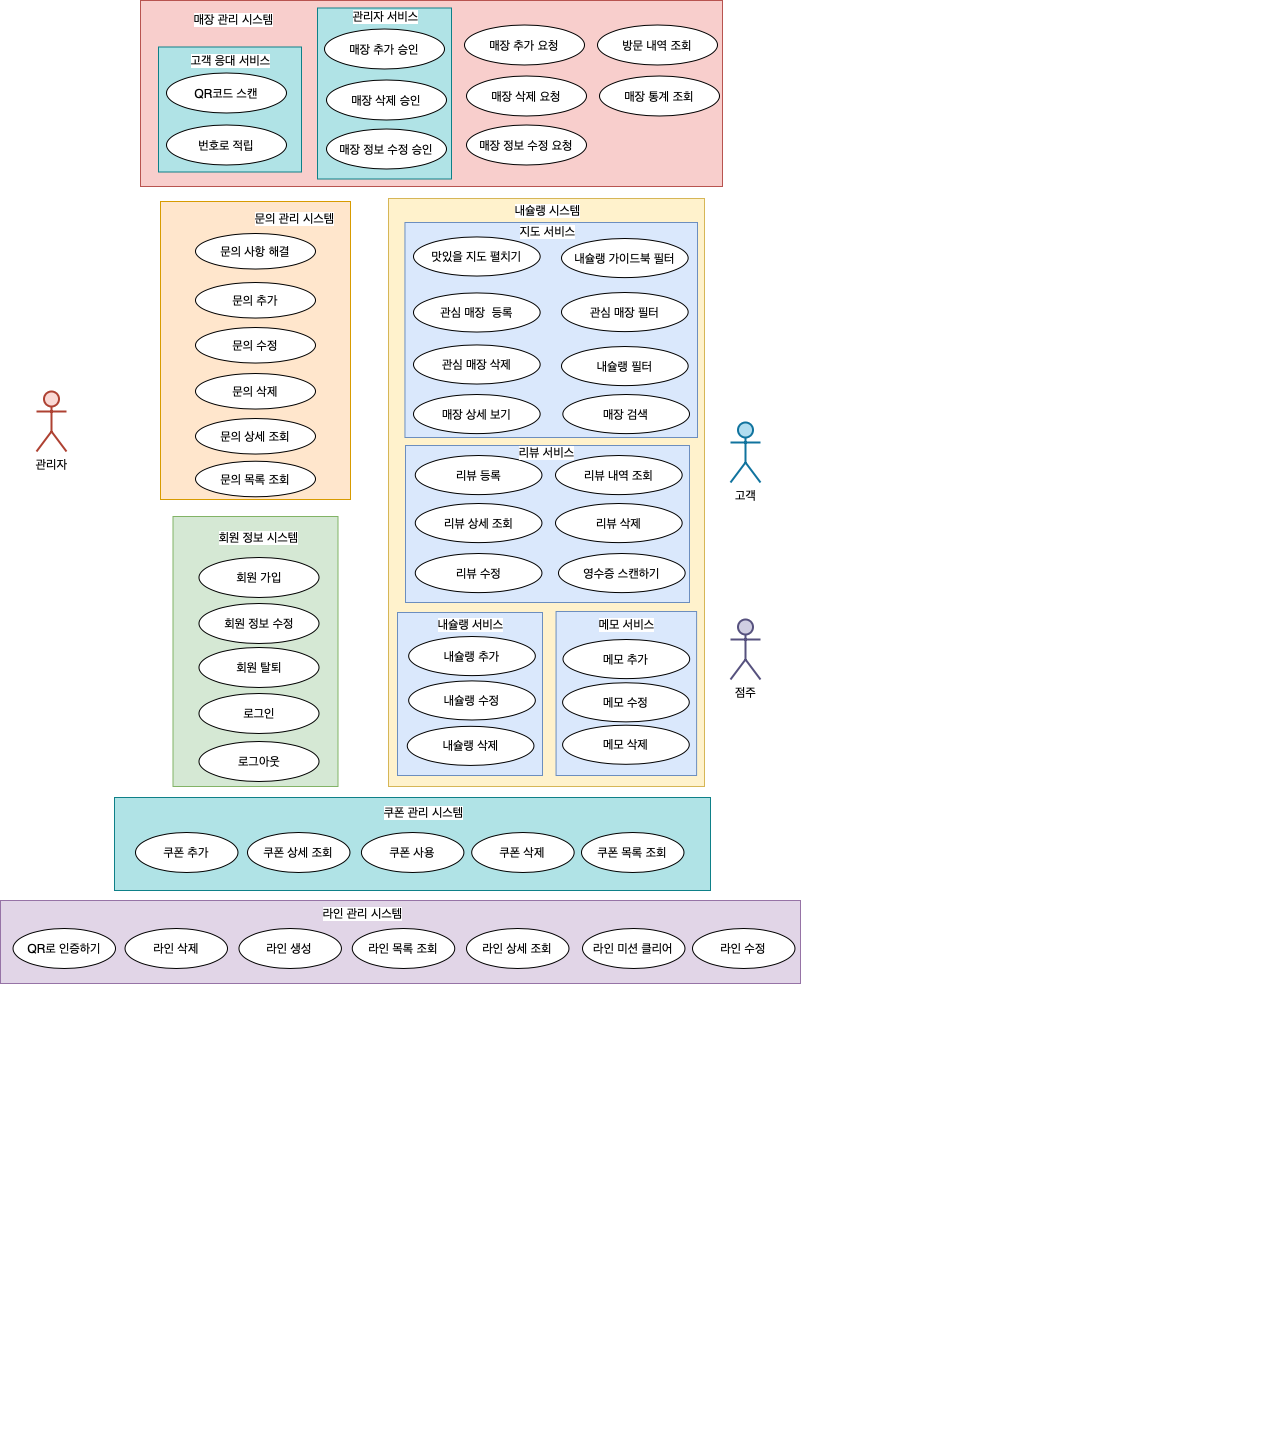 매장 관리 시스템
고객 응대 서비스
QR코드 스캔
번호로 적립
관리자 서비스
매장 추가 승인
매장 삭제 승인
매장 정보 수정 승인
매장 추가 요청
방문 내역 조회
매장 삭제 요청
매장 통계 조회
매장 정보 수정 요청
문의 관리 시스템
문의 사항 해결
문의 추가
문의 수정
문의 삭제
문의 상세 조회
문의 목록 조회
내슐랭 시스템
지도 서비스
맛있을 지도 펼치기
내슐랭 가이드북 필터
관심 매장  등록
관심 매장 필터
관심 매장 삭제
내슐랭 필터
매장 상세 보기
매장 검색
리뷰 서비스
리뷰 등록
리뷰 내역 조회
리뷰 상세 조회
리뷰 삭제
리뷰 수정
영수증 스캔하기
내슐랭 서비스
내슐랭 추가
내슐랭 수정
내슐랭 삭제
메모 서비스
메모 추가
메모 수정
메모 삭제
관리자
고객
점주
회원 정보 시스템
회원 가입
회원 정보 수정
회원 탈퇴
로그인
로그아웃
쿠폰 관리 시스템
쿠폰 추가
쿠폰 상세 조회
쿠폰 사용
쿠폰 삭제
쿠폰 목록 조회
라인 관리 시스템
QR로 인증하기
라인 삭제
라인 생성
라인 목록 조회
라인 상세 조회
라인 미션 클리어
라인 수정